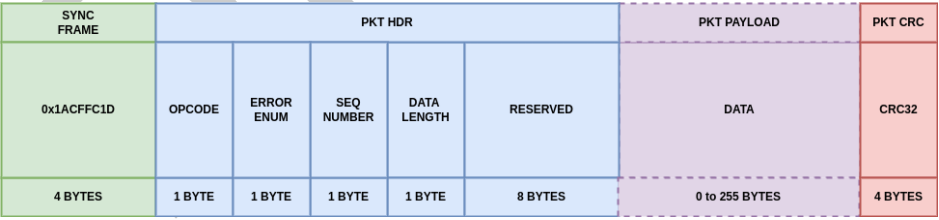 SYNC
FRAME
PKT HDR
PKT PAYLOAD
PKT CRC
0x1ACFFC1D
OPCODE
ERROR
ENUM
SEQ
NUMBER
DATA
LENGTH
RESERVED
DATA
CRC32
4 BYTES
1 BYTE
1 BYTE
1 BYTE
1 BYTE
8 BYTES
0 to 255 BYTES
4 BYTES